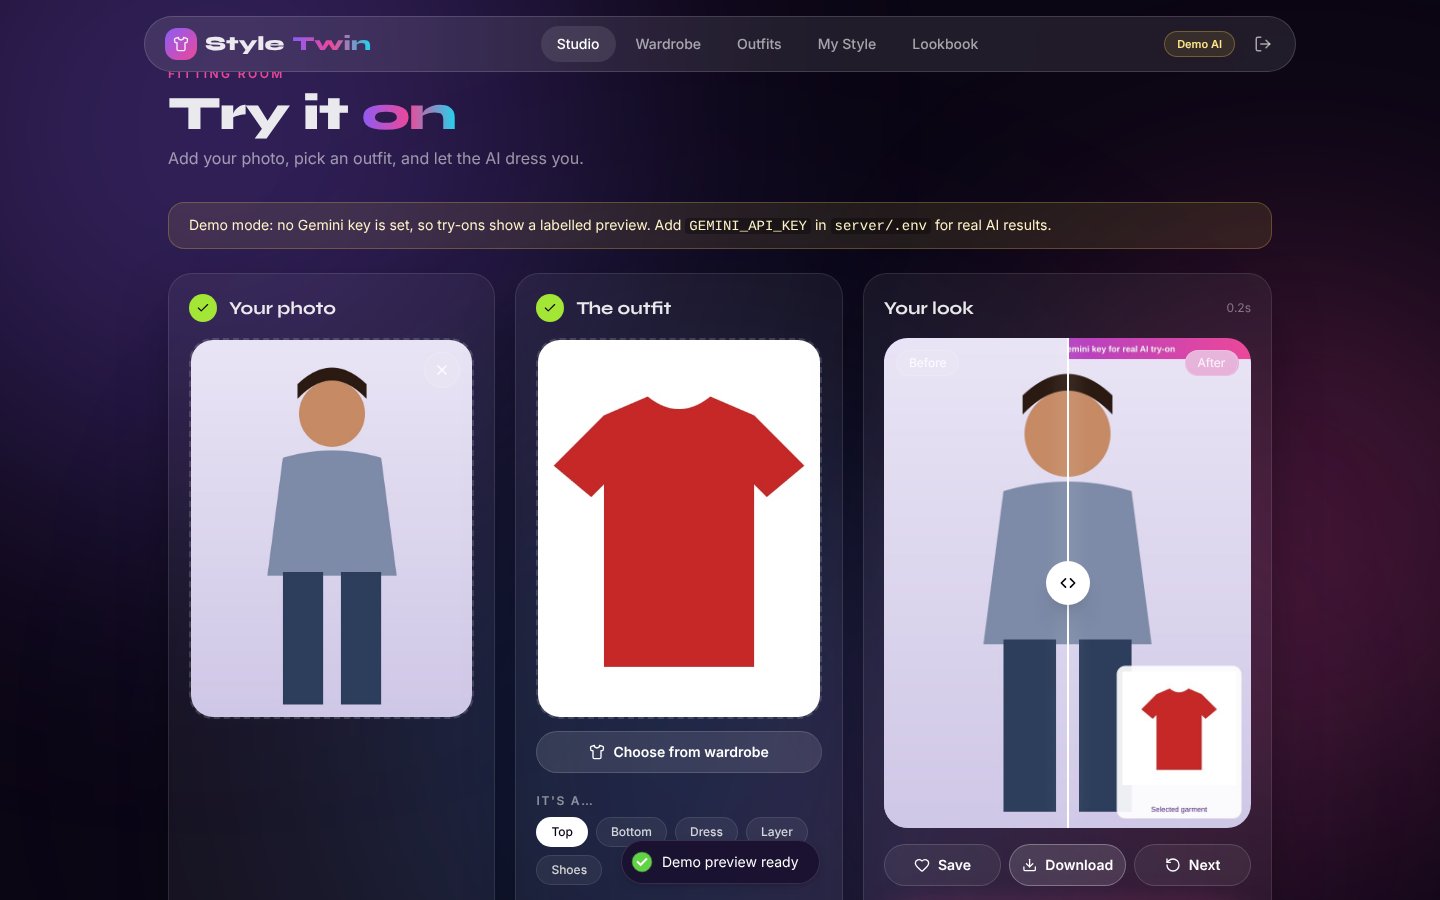 Style Twin
Studio
Wardrobe
Outfits
My Style
Lookbook
Demo AI
FITTING ROOM
Try it on
Add your photo, pick an outfit, and let the AI dress you.
Demo mode: no Gemini key is set, so try-ons show a labelled preview. Add GEMINI_API_KEY in server/.env for real AI results.
Your photo
The outfit
Choose from wardrobe
IT'S A...
Top
Bottom
Dress
Layer
Shoes
Your look
0.2s
emini key for real AI try-on
Before
After
Selected garment
Save
Download
Next
Demo preview ready